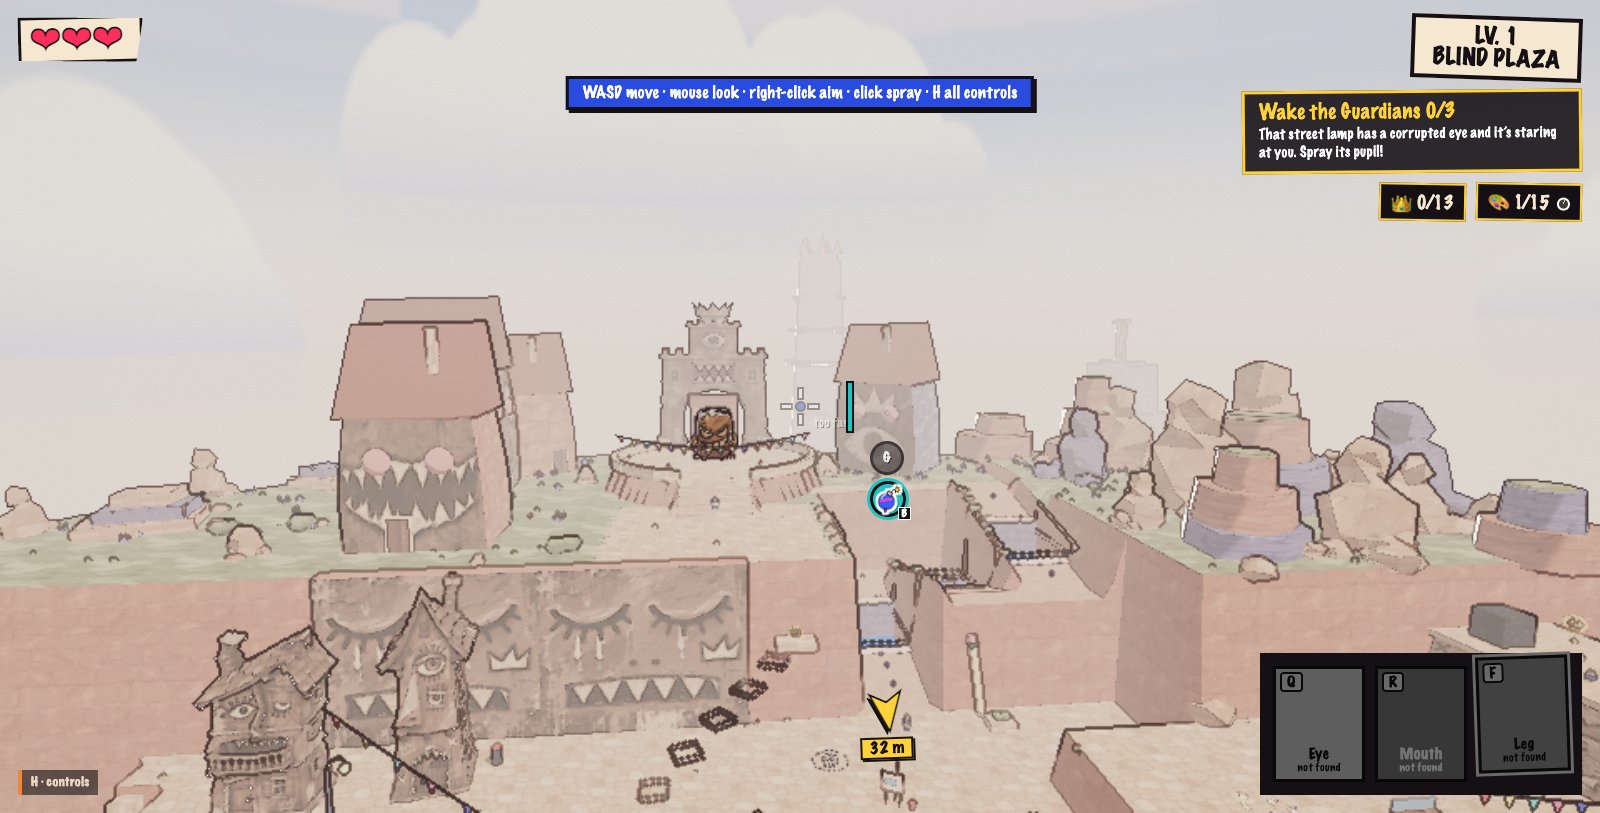 LV. 1
BLIND PLAZA
WASD move · mouse look · right-click aim · click spray · H all controls
Wake the Guardians 0/3
That street lamp has a corrupted eye and it's staring
at you. Spray its pupil!
0/13
1/15
G
B
32 m
Q
Eye
not found
R
Mouth
not found
F
Leg
not found
H · controls